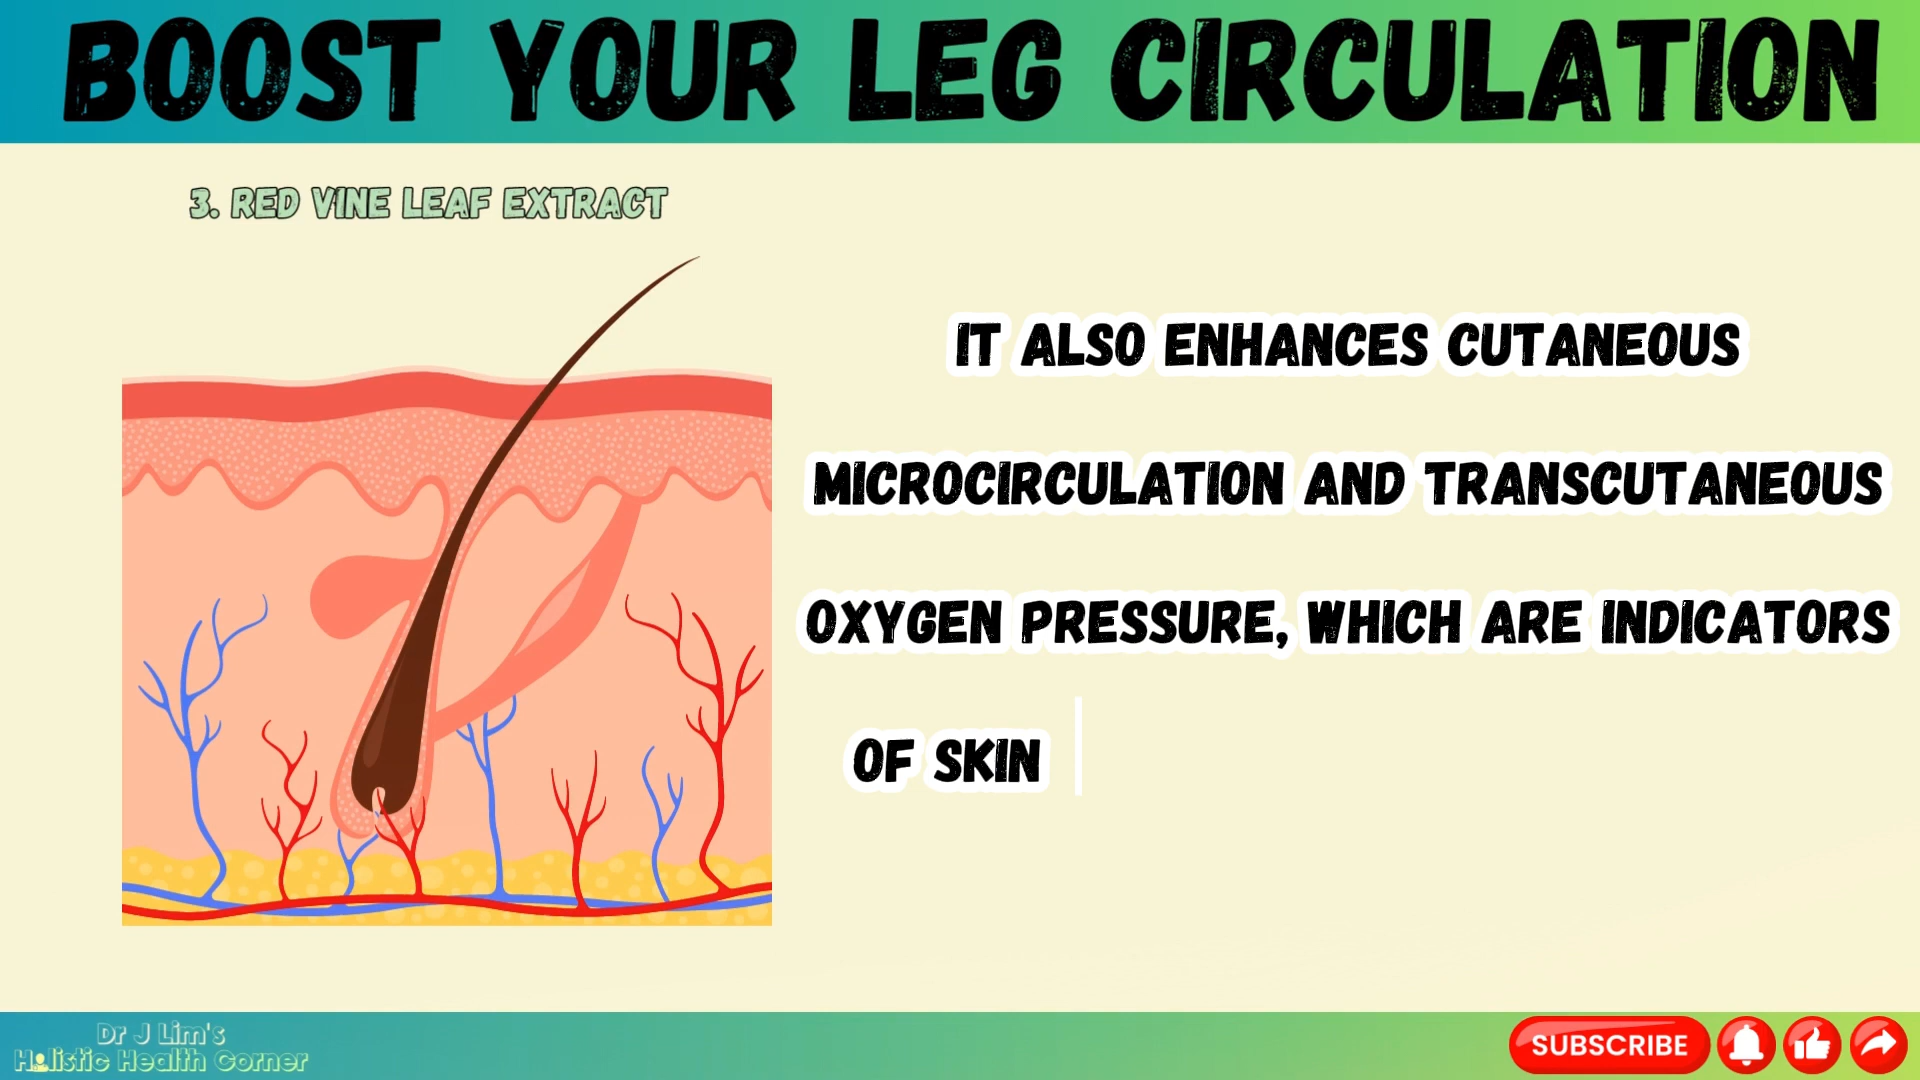 BOOST YOUR LEG CIRCULATION
3. RED VINE LEAF EXTRACT
IT ALSO ENHANCES CUTANEOUS
MICROCIRCULATION AND TRANSCUTANEOUS
OXYGEN PRESSURE, WHICH ARE INDICATORS
OF SKIN
Dr J Lim's
Holistic Health Corner
SUBSCRIBE